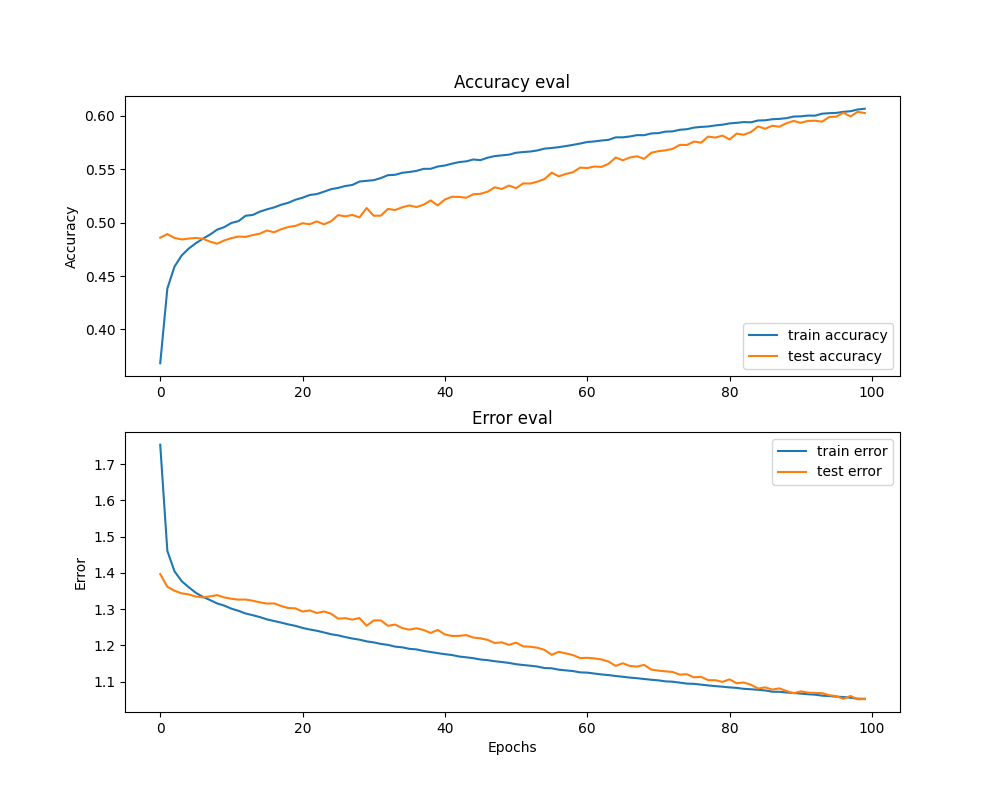 Accuracy eval
0.60
0.55
0.50
0.45
0.40
Accuracy
train accuracy
test accuracy
0 20 40 60 80 100
Error eval
1.7
1.6
1.5
1.4
1.3
1.2
1.1
Error
train error
test error
0 20 40 60 80 100
Epochs